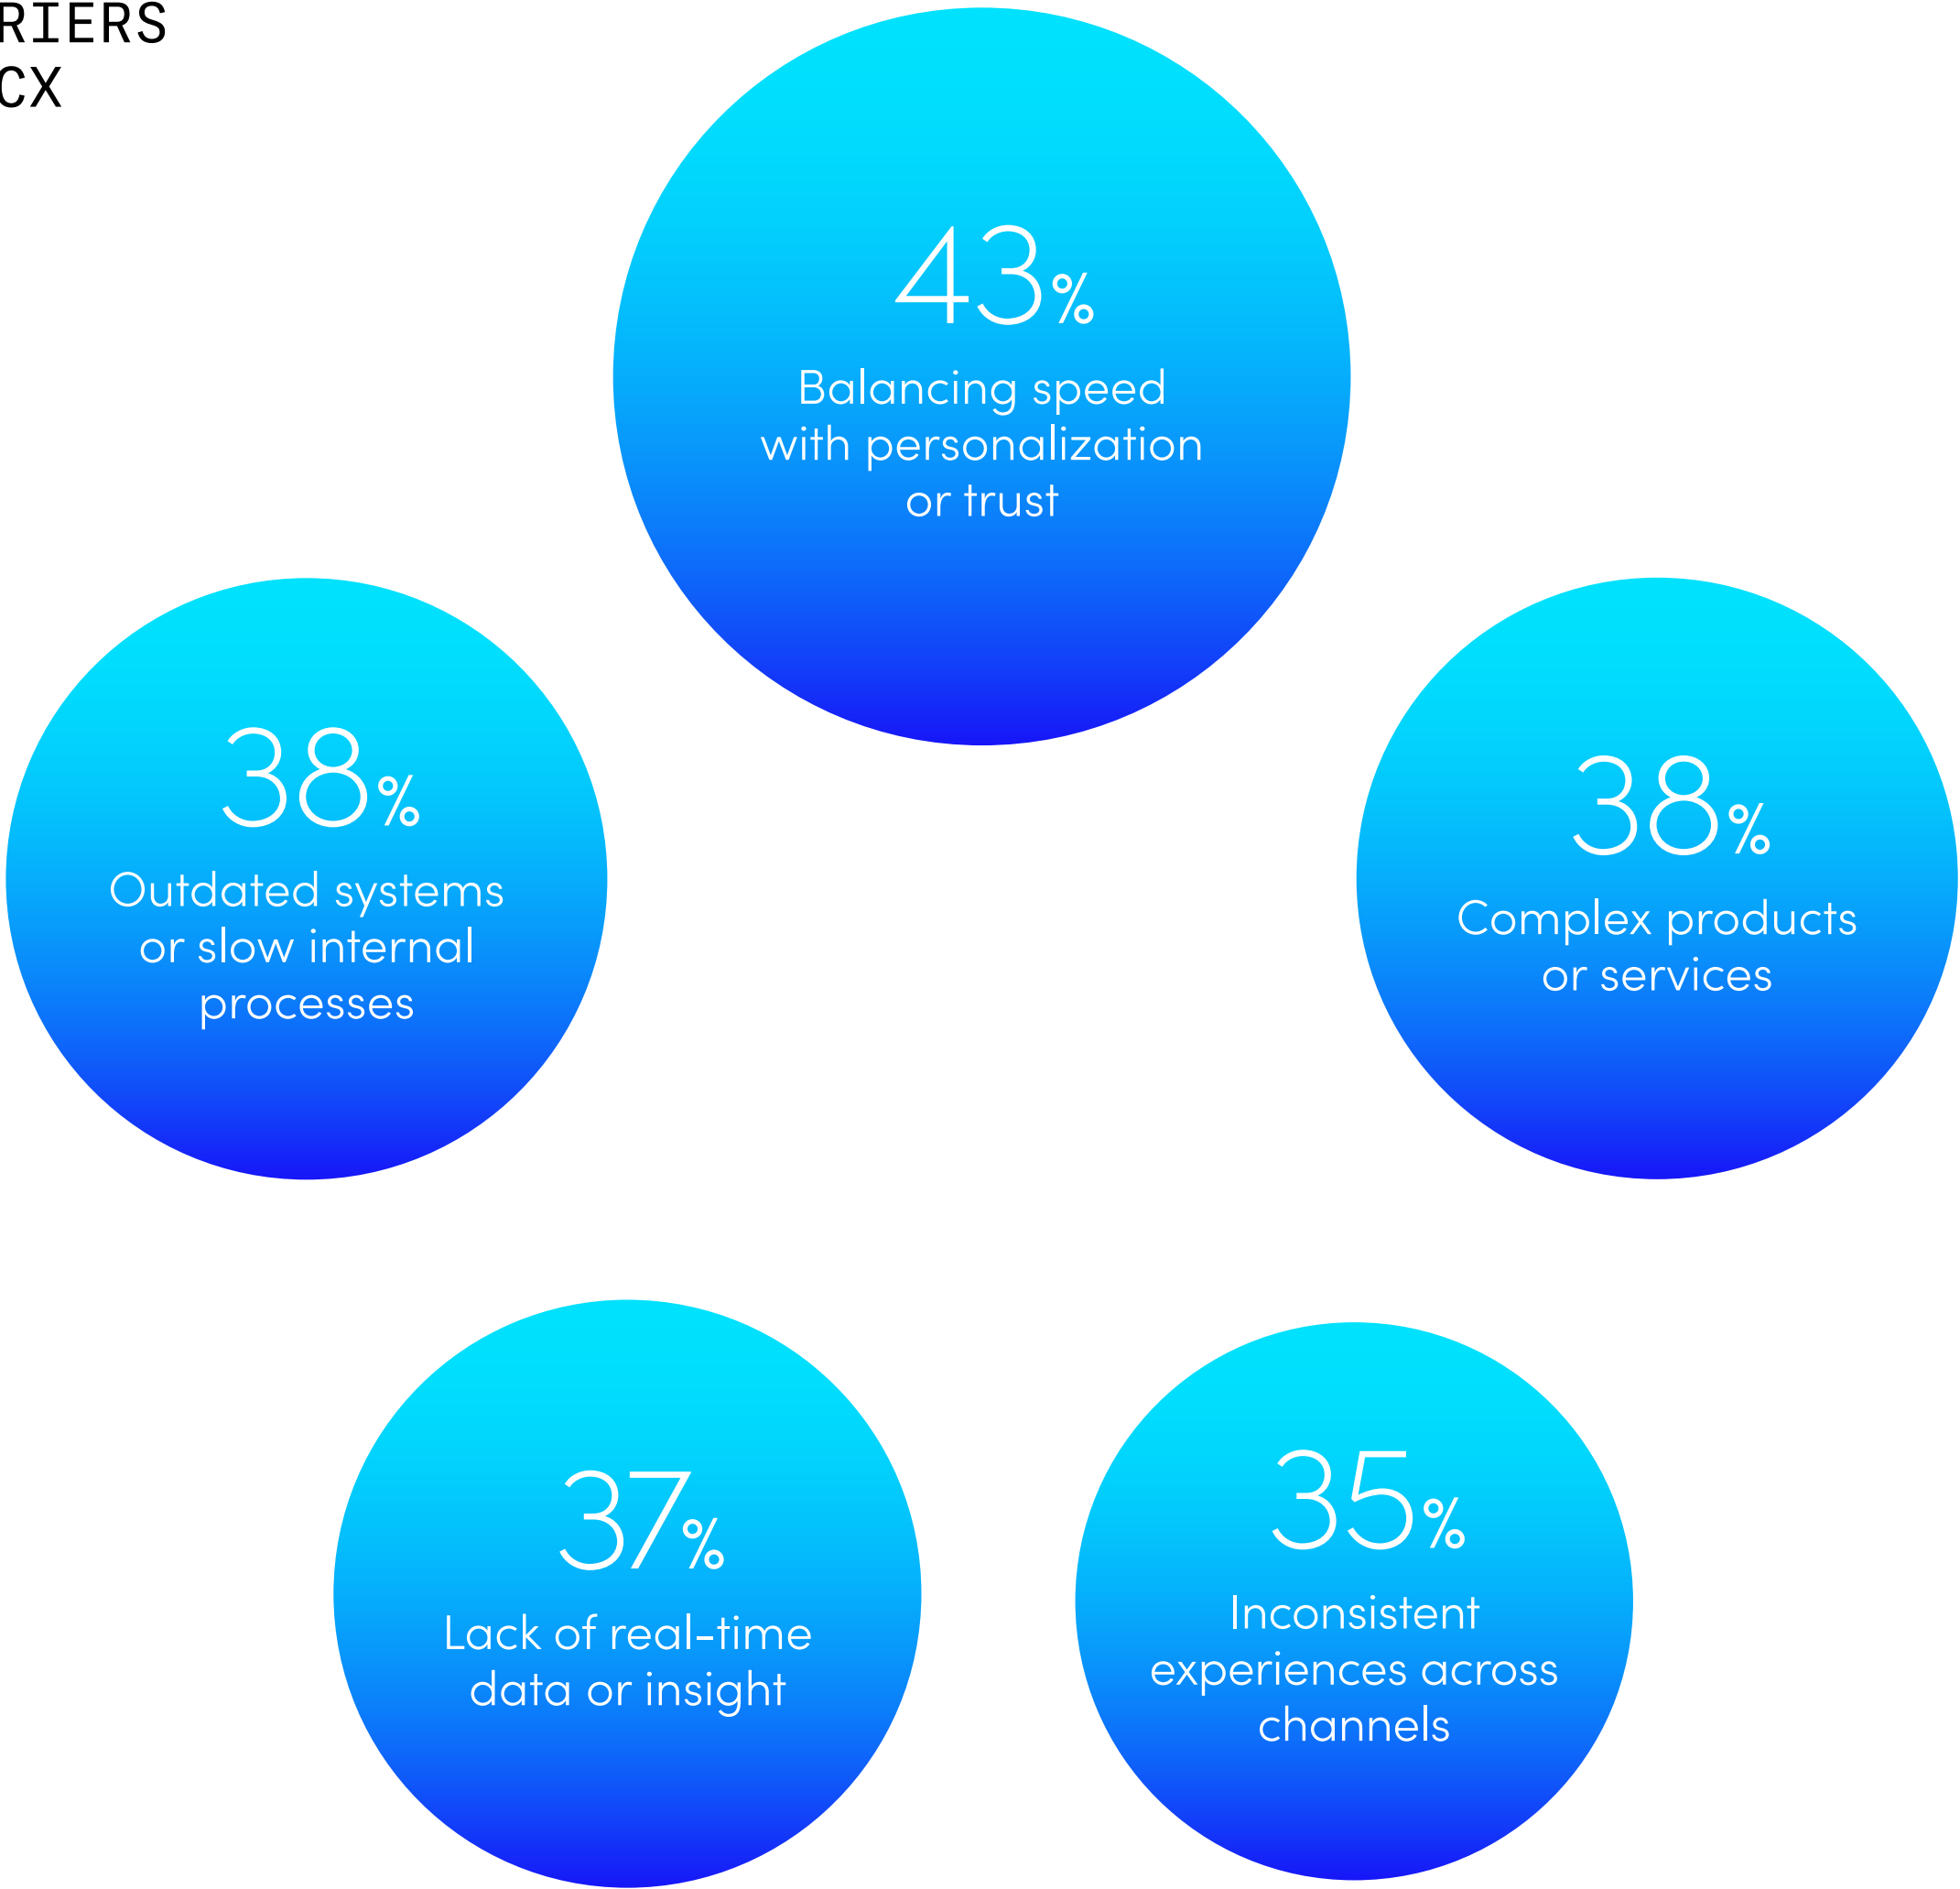 RIERS
CX
43%
Balancing speed
with personalization
or trust
38%
Outdated systems
or slow internal
processes
38%
Complex products
or services
37%
Lack of real-time
data or insight
35%
Inconsistent
experiences across
channels